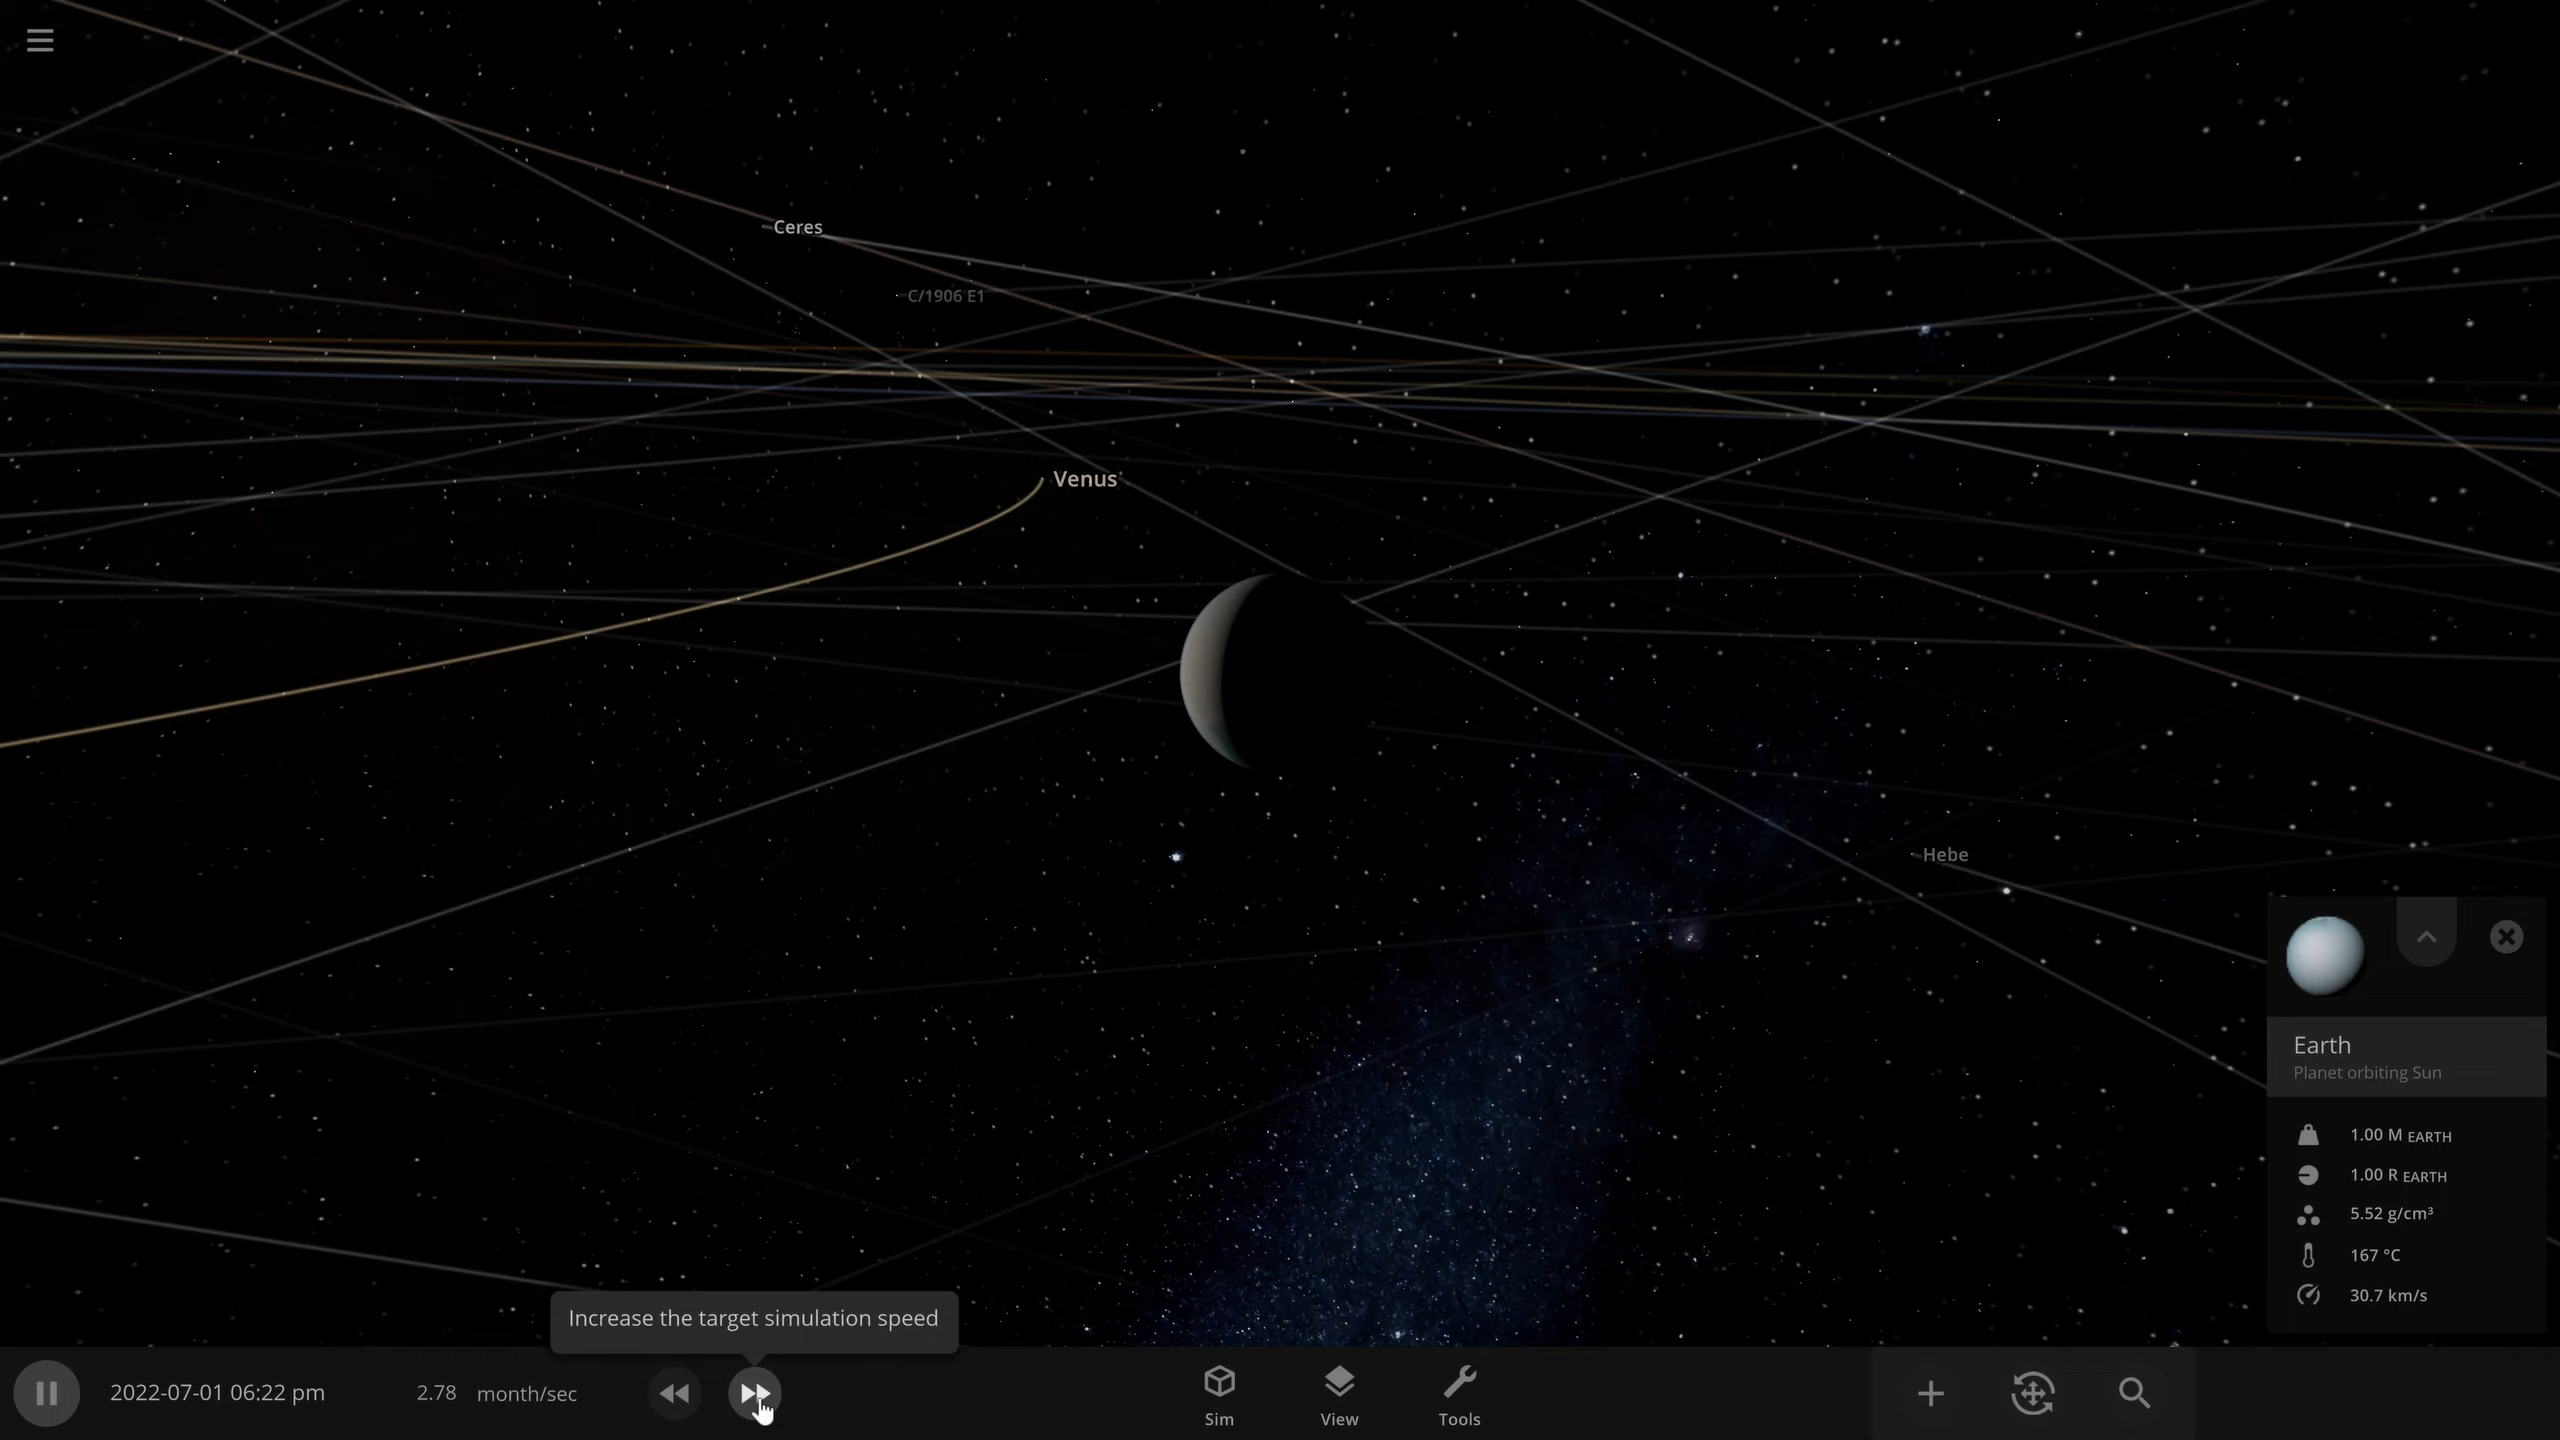 Ceres
C/1906 E1
Venus
Hebe
Earth
Planet orbiting Sun
1.00 M EARTH
1.00 R EARTH
5.52 g/cm³
167 °C
30.7 km/s
Increase the target simulation speed
2022-07-01 06:22 pm
2.78 month/sec
Sim
View
Tools